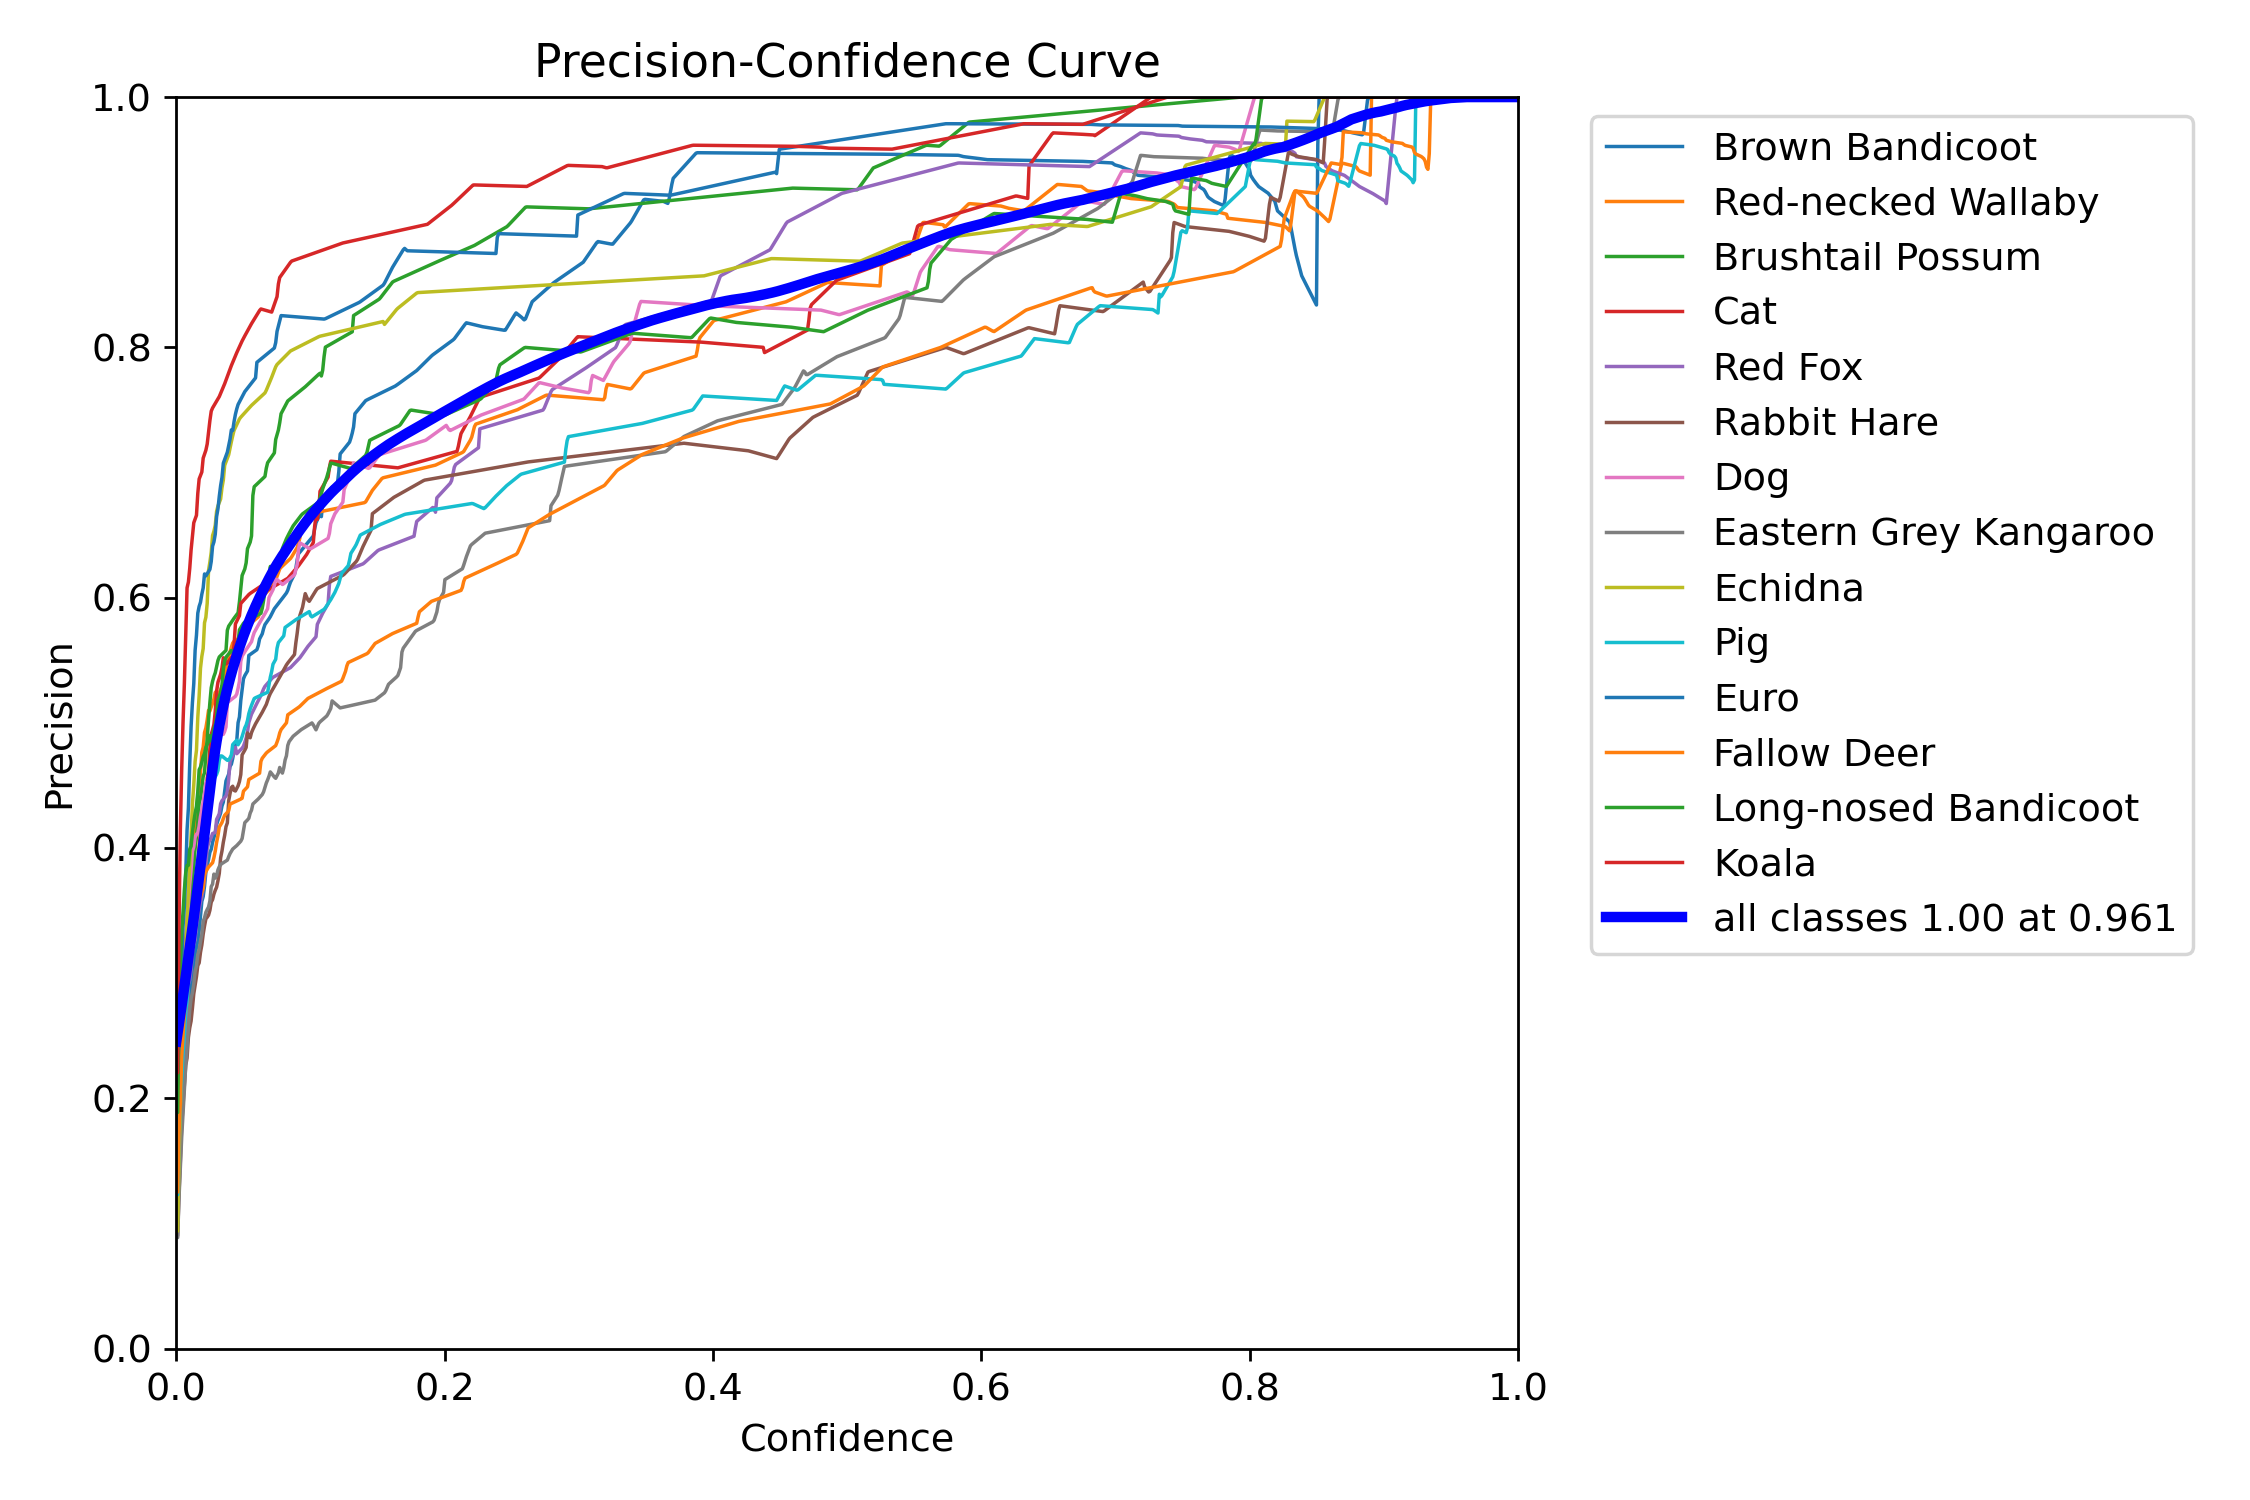 Precision-Confidence Curve
1.0
0.8
0.6
0.4
0.2
0.0
Precision
0.0 0.2 0.4 0.6 0.8 1.0
Confidence
Brown Bandicoot
Red-necked Wallaby
Brushtail Possum
Cat
Red Fox
Rabbit Hare
Dog
Eastern Grey Kangaroo
Echidna
Pig
Euro
Fallow Deer
Long-nosed Bandicoot
Koala
all classes 1.00 at 0.961